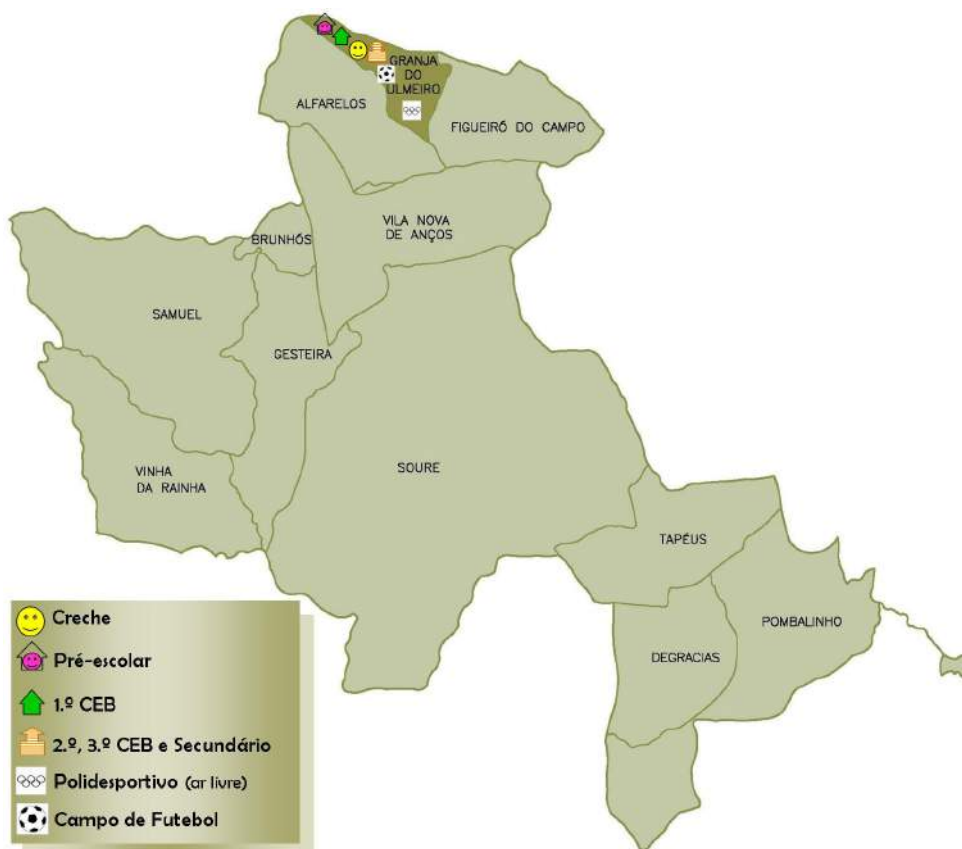 GRANJA
DO
ULMEIRO
ALFARELOS
FIGUEIRÓ DO CAMPO
VILA NOVA
DE ANÇOS
BRUNHÓS
SAMUEL
GESTEIRA
VINHA
DA RAINHA
SOURE
TAPÉUS
POMBALINHO
DEGRACIAS
Creche
Pré-escolar
1.º CEB
2.º, 3.º CEB e Secundário
Polidesportivo (ar livre)
Campo de Futebol